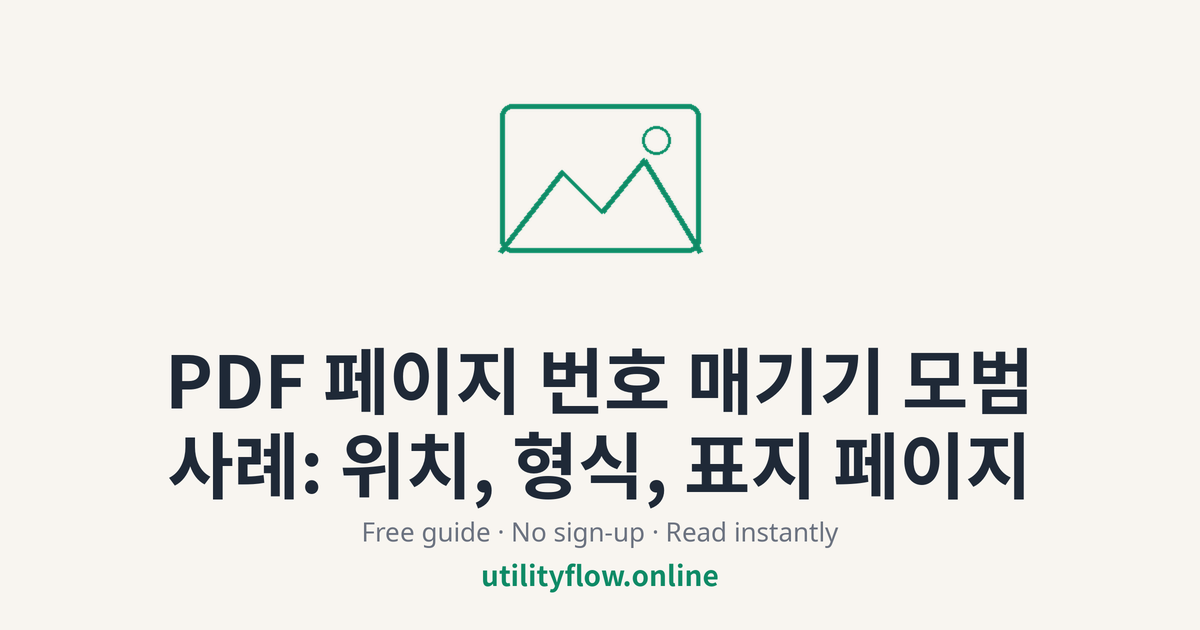 PDF 페이지 번호 매기기 모범
사례: 위치, 형식, 표지 페이지
Free guide · No sign-up · Read instantly
utilityflow.online